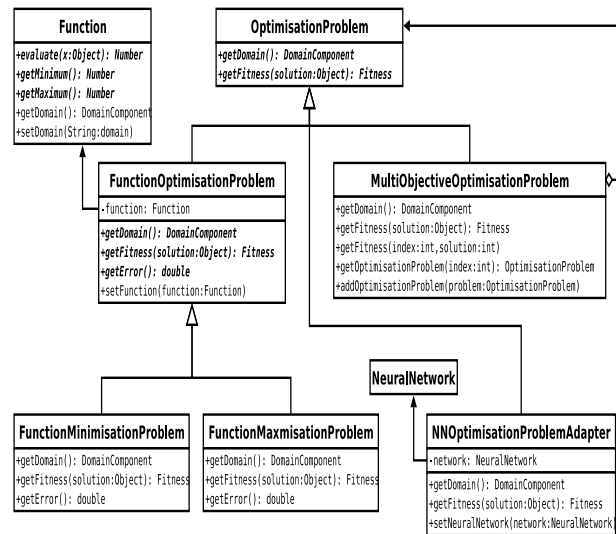 Function
+evaluate(x:Object): Number
+getMinimum(): Number
+getMaximum(): Number
+getDomain(): DomainComponent
+setDomain(String:domain)
OptimisationProblem
+getDomain(): DomainComponent
+getFitness(solution:Object): Fitness
FunctionOptimisationProblem
-function: Function
+getDomain(): DomainComponent
+getFitness(solution:Object): Fitness
+getError(): double
+setFunction(function:Function)
MultiObjectiveOptimisationProblem
+getDomain(): DomainComponent
+getFitness(solution:Object): Fitness
+getFitness(index:int,solution:int)
+getOptimisationProblem(index:int): OptimisationProblem
+addOptimisationProblem(problem:OptimisationProblem)
NeuralNetwork
FunctionMinimisationProblem
+getDomain(): DomainComponent
+getFitness(solution:Object): Fitness
+getError(): double
FunctionMaxmisationProblem
+getDomain(): DomainComponent
+getFitness(solution:Object): Fitness
+getError(): double
NNOptimisationProblemAdapter
-network: NeuralNetwork
+getDomain(): DomainComponent
+getFitness(solution:Object): Fitness
+setNeuralNetwork(network:NeuralNetwork)